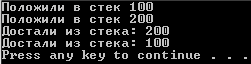 Положили в стек 100
Положили в стек 200
Достали из стека: 200
Достали из стека: 100
Press any key to continue . . .